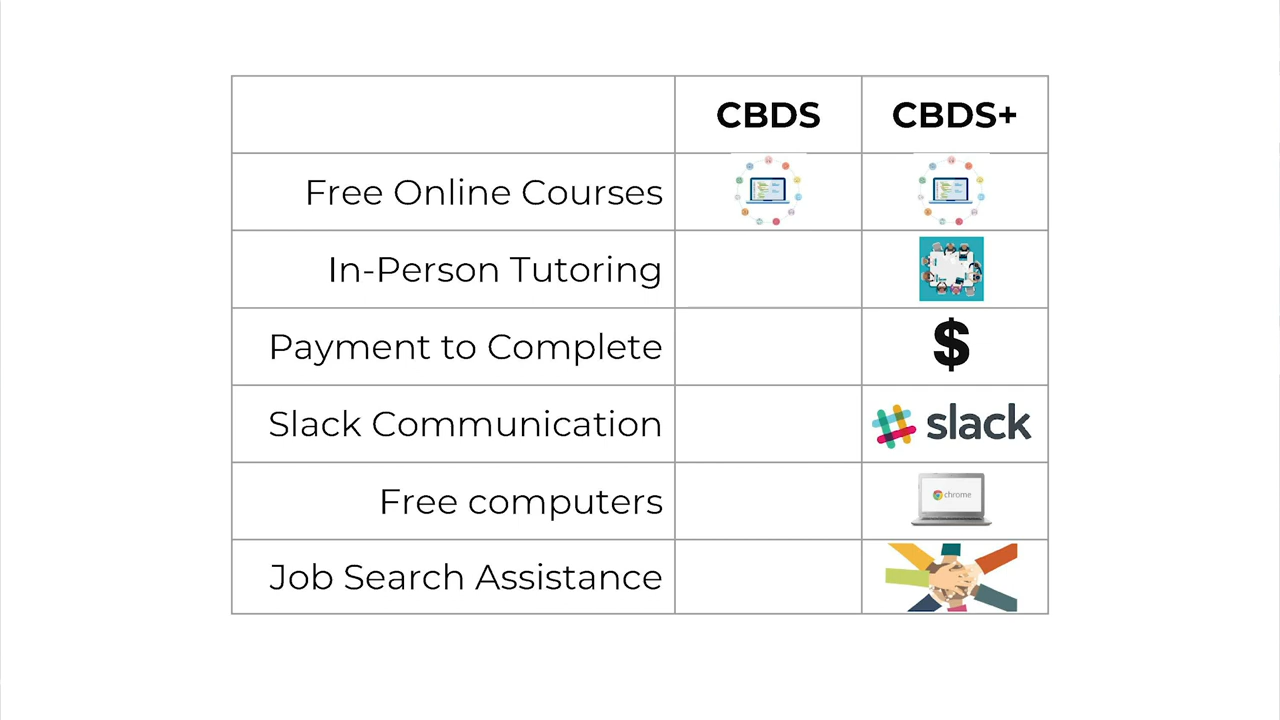 CBDS CBDS+
Free Online Courses
In-Person Tutoring
Payment to Complete
$
Slack Communication
slack
Free computers
chrome
Job Search Assistance